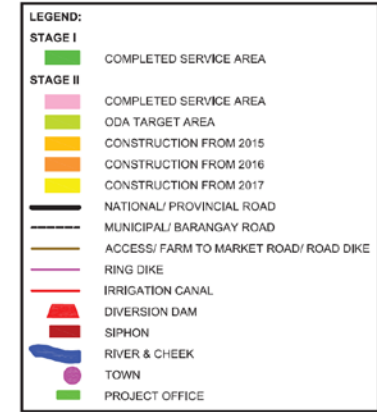 LEGEND:
STAGE I
COMPLETED SERVICE AREA
STAGE II
COMPLETED SERVICE AREA
ODA TARGET AREA
CONSTRUCTION FROM 2015
CONSTRUCTION FROM 2016
CONSTRUCTION FROM 2017
NATIONAL/ PROVINCIAL ROAD
MUNICIPAL/ BARANGAY ROAD
ACCESS/ FARM TO MARKET ROAD/ ROAD DIKE
RING DIKE
IRRIGATION CANAL
DIVERSION DAM
SIPHON
RIVER & CHEEK
TOWN
PROJECT OFFICE